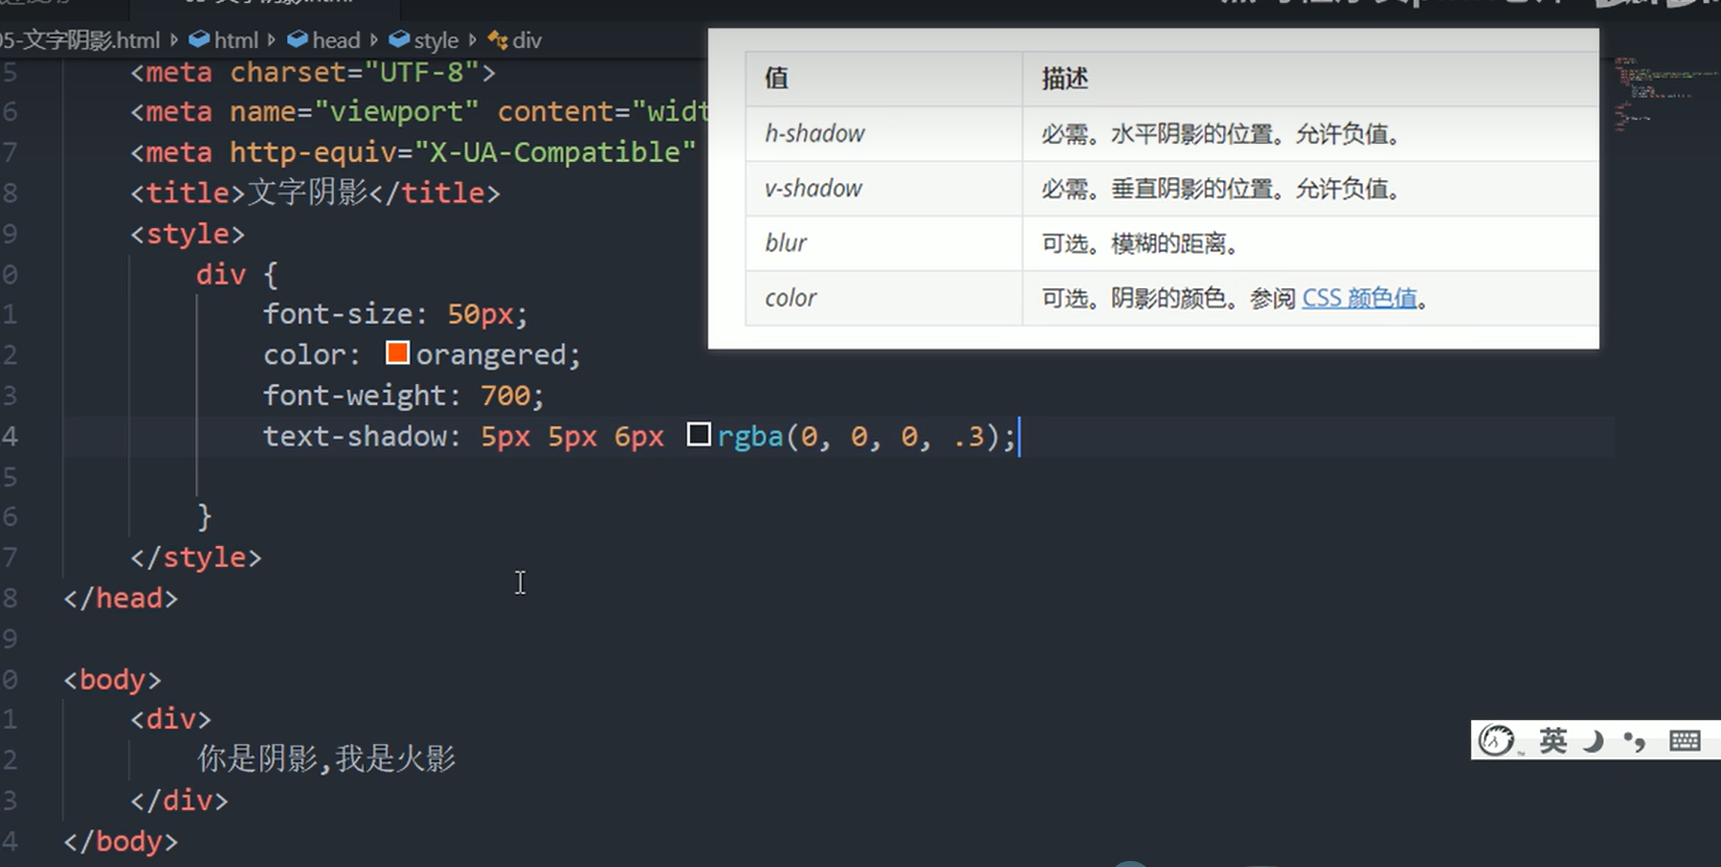 05-文字阴影.html › html › head › style › div
5 <meta charset="UTF-8">
6 <meta name="viewport" content="widt
7 <meta http-equiv="X-UA-Compatible"
8 <title>文字阴影</title>
9 <style>
0 div {
1 font-size: 50px;
2 color: orangered;
3 font-weight: 700;
4 text-shadow: 5px 5px 6px rgba(0, 0, 0, .3);
5
6 }
7 </style>
8 </head>
9
0 <body>
1 <div>
2 你是阴影,我是火影
3 </div>
4 </body>
值 描述
h-shadow 必需。水平阴影的位置。允许负值。
v-shadow 必需。垂直阴影的位置。允许负值。
blur 可选。模糊的距离。
color 可选。阴影的颜色。参阅 CSS 颜色值。
英